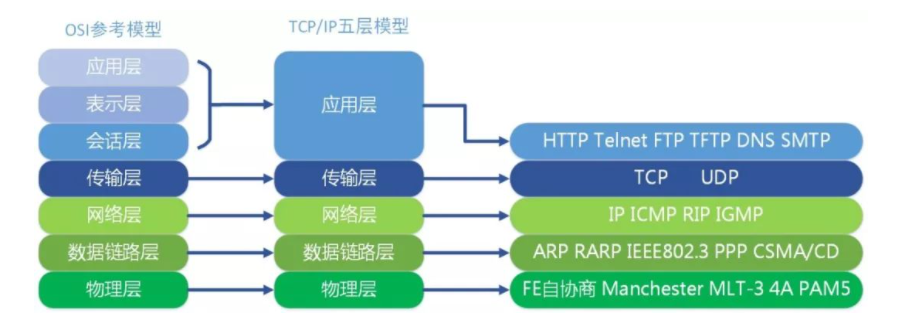 OSI参考模型
TCP/IP五层模型
应用层
表示层
会话层
应用层
HTTP Telnet FTP TFTP DNS SMTP
传输层
传输层
TCP UDP
网络层
网络层
IP ICMP RIP IGMP
数据链路层
数据链路层
ARP RARP IEEE802.3 PPP CSMA/CD
物理层
物理层
FE自协商 Manchester MLT-3 4A PAM5